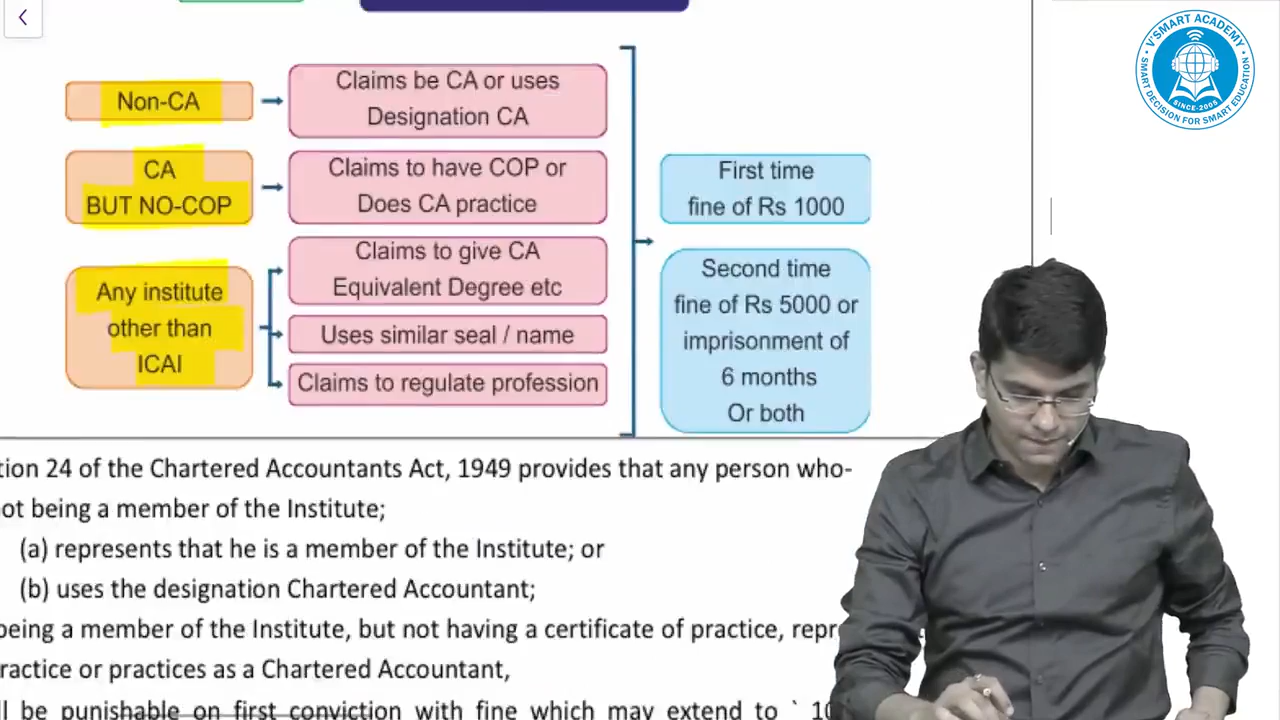 V'SMART ACADEMY
SMART DECISION FOR SMART EDUCATION
SINCE-2005
Non-CA
Claims be CA or uses
Designation CA
CA
BUT NO-COP
Claims to have COP or
Does CA practice
Any institute
other than
ICAI
Claims to give CA
Equivalent Degree etc
Uses similar seal / name
Claims to regulate profession
First time
fine of Rs 1000
Second time
fine of Rs 5000 or
imprisonment of
6 months
Or both
tion 24 of the Chartered Accountants Act, 1949 provides that any person who-
ot being a member of the Institute;
(a) represents that he is a member of the Institute; or
(b) uses the designation Chartered Accountant;
being a member of the Institute, but not having a certificate of practice, repr
ractice or practices as a Chartered Accountant,
ll be punishable on first conviction with fine which may extend to ` 10